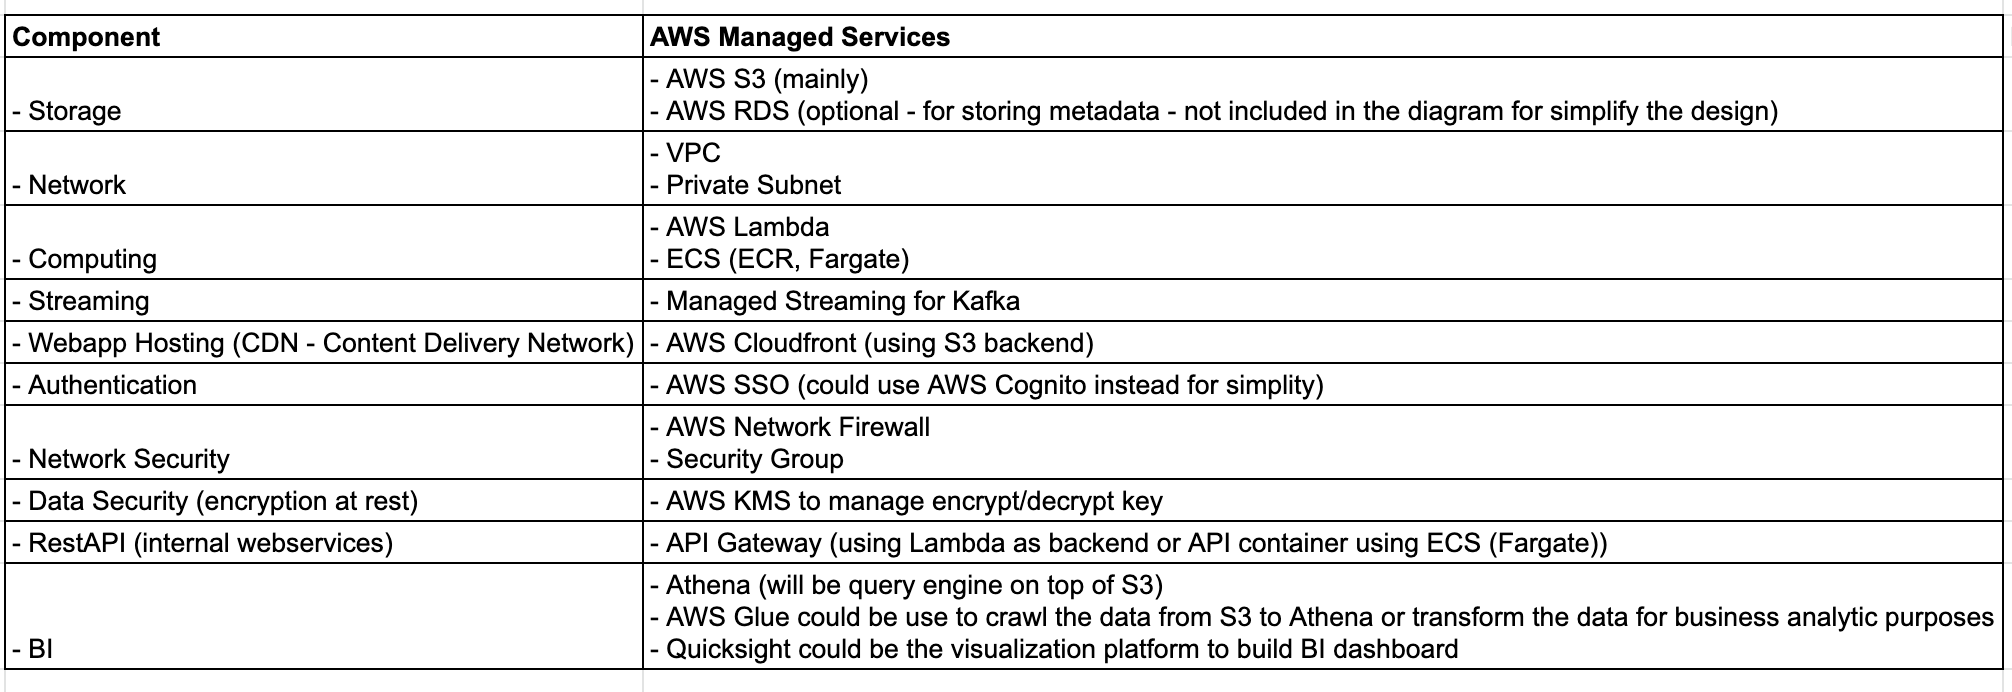 Component
AWS Managed Services
- Storage
- AWS S3 (mainly)
- AWS RDS (optional - for storing metadata - not included in the diagram for simplify the design)
- Network
- VPC
- Private Subnet
- Computing
- AWS Lambda
- ECS (ECR, Fargate)
- Streaming
- Managed Streaming for Kafka
- Webapp Hosting (CDN - Content Delivery Network)
- AWS Cloudfront (using S3 backend)
- Authentication
- AWS SSO (could use AWS Cognito instead for simplity)
- Network Security
- AWS Network Firewall
- Security Group
- Data Security (encryption at rest)
- AWS KMS to manage encrypt/decrypt key
- RestAPI (internal webservices)
- API Gateway (using Lambda as backend or API container using ECS (Fargate))
- BI
- Athena (will be query engine on top of S3)
- AWS Glue could be use to crawl the data from S3 to Athena or transform the data for business analytic purposes
- Quicksight could be the visualization platform to build BI dashboard